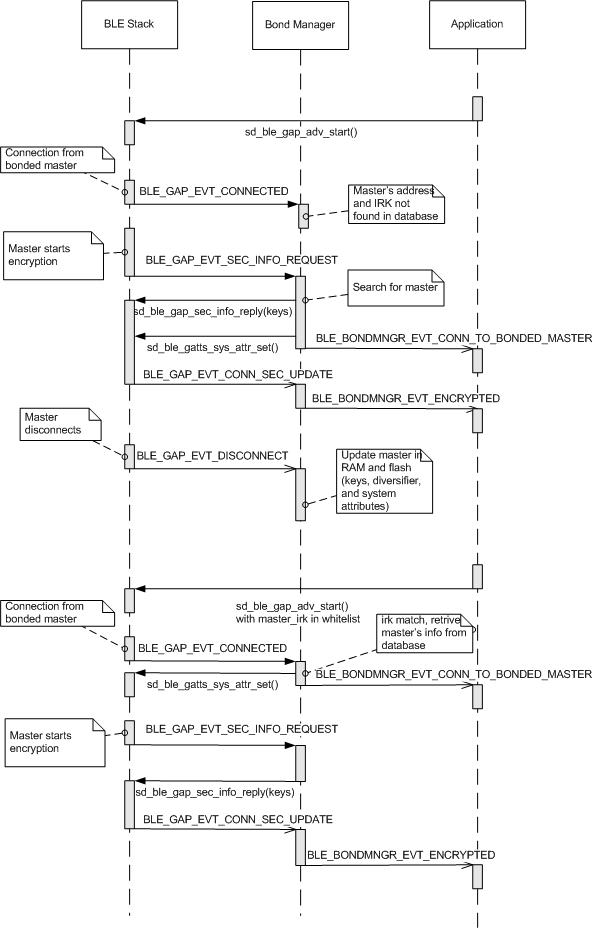 BLE Stack
Bond Manager
Application
sd_ble_gap_adv_start()
Connection from
bonded master
BLE_GAP_EVT_CONNECTED
Master's address
and IRK not
found in database
Master starts
encryption
BLE_GAP_EVT_SEC_INFO_REQUEST
Search for master
sd_ble_gap_sec_info_reply(keys)
BLE_BONDMNGR_EVT_CONN_TO_BONDED_MASTER
sd_ble_gatts_sys_attr_set()
BLE_GAP_EVT_CONN_SEC_UPDATE
BLE_BONDMNGR_EVT_ENCRYPTED
Master
disconnects
BLE_GAP_EVT_DISCONNECT
Update master in
RAM and flash
(keys, diversifier,
and system
attributes)
sd_ble_gap_adv_start()
with master_irk in whitelist
Connection from
bonded master
irk match, retrive
master's info from
database
BLE_GAP_EVT_CONNECTED
BLE_BONDMNGR_EVT_CONN_TO_BONDED_MASTER
sd_ble_gatts_sys_attr_set()
Master starts
encryption
BLE_GAP_EVT_SEC_INFO_REQUEST
sd_ble_gap_sec_info_reply(keys)
BLE_GAP_EVT_CONN_SEC_UPDATE
BLE_BONDMNGR_EVT_ENCRYPTED